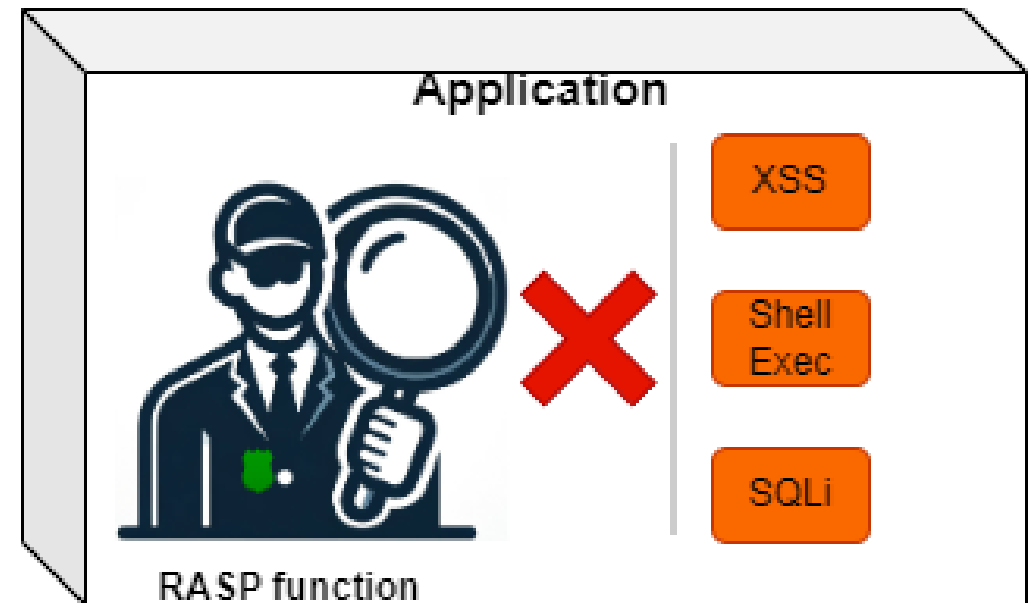 Application
XSS
Shell
Exec
SQLi
RASP function